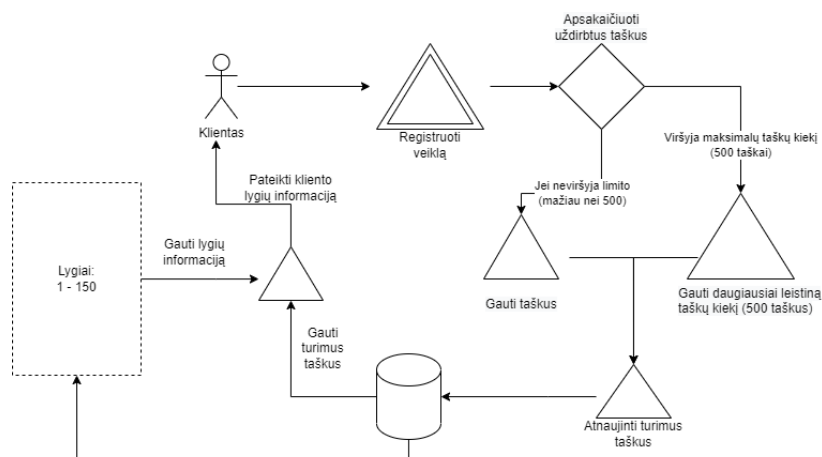 Apsakaičiuoti
uždirbtus taškus
Klientas
Registruoti
veiklą
Viršyja maksimalų taškų kiekį
(500 taškai)
Jei neviršyja limito
(mažiau nei 500)
Pateikti kliento
lygių informaciją
Gauti lygių
informaciją
Lygiai:
1 - 150
Gauti taškus
Gauti daugiausiai leistiną
taškų kiekį (500 taškus)
Gauti
turimus
taškus
Atnaujinti turimus
taškus